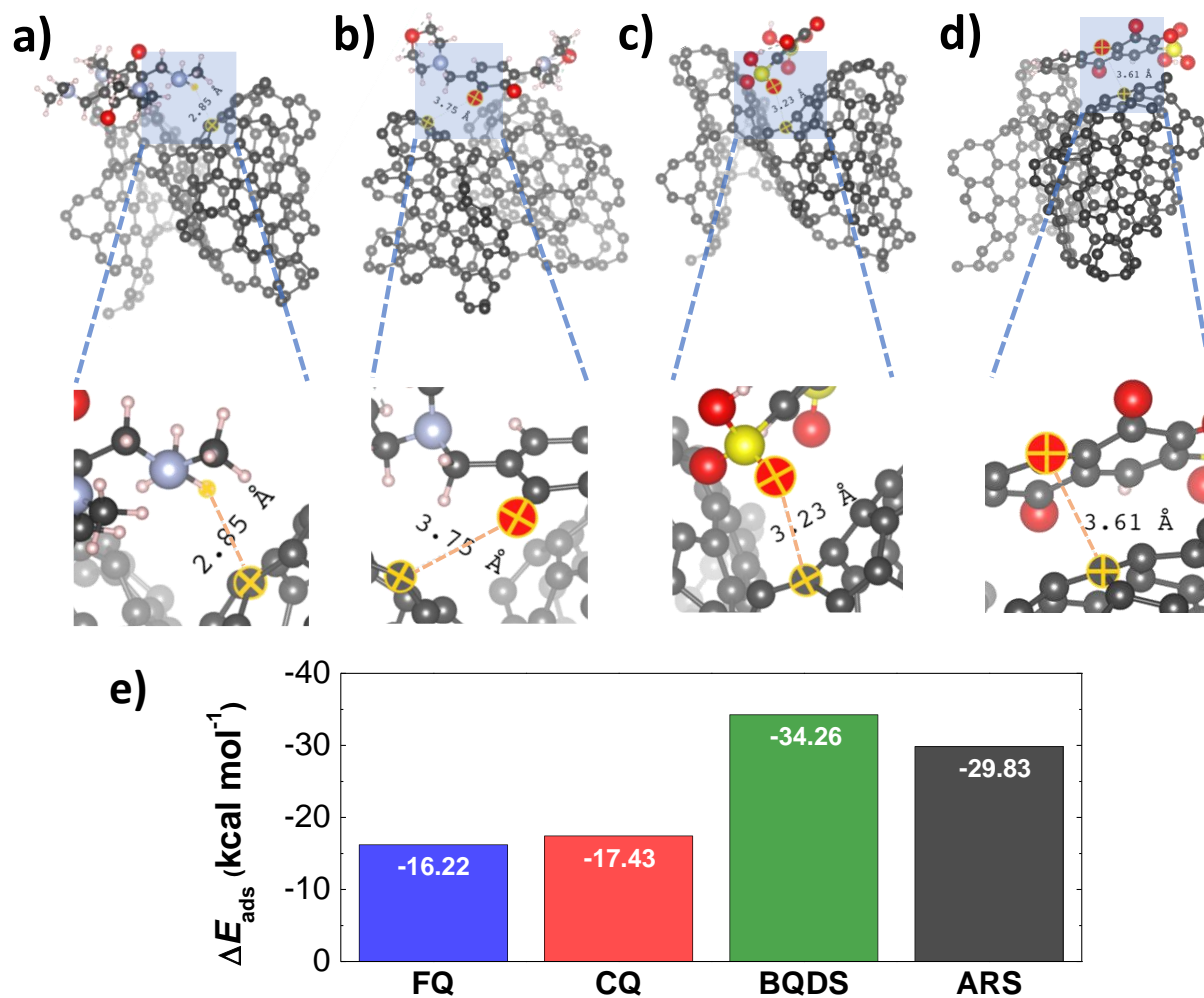 a)
b)
c)
d)
2.85 Å
3.75 Å
3.23 Å
3.61 Å
2.85 Å
3.75 Å
3.23 Å
3.61 Å
e)
ΔE_ads (kcal mol⁻¹)
-40
-30
-20
-10
0
-16.22
-17.43
-34.26
-29.83
FQ
CQ
BQDS
ARS